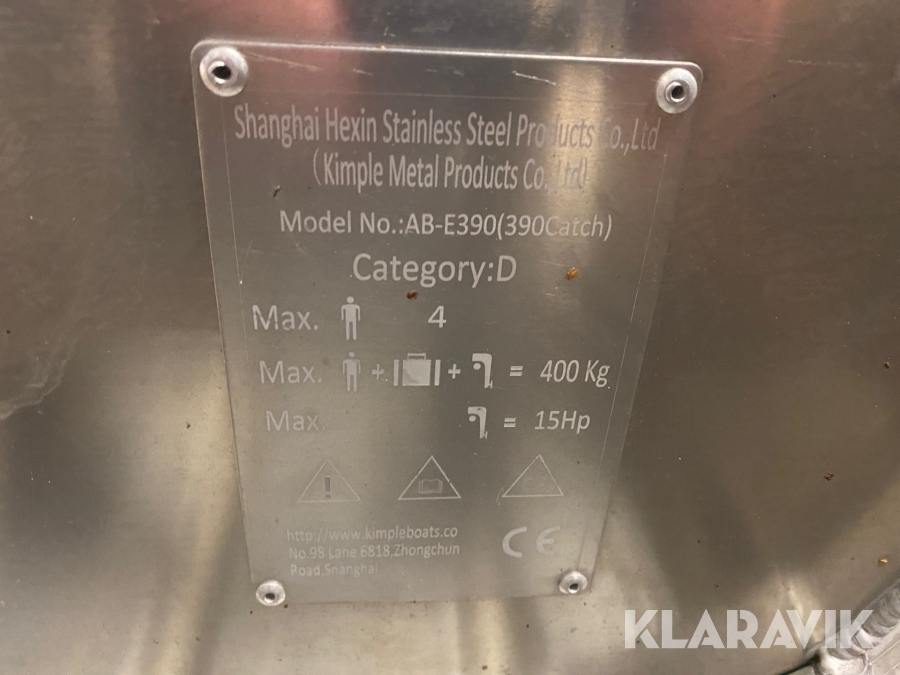 Shanghai Hexin Stainless Steel Products Co.,Ltd
(Kimple Metal Products Co.,Ltd)
Model No.:AB-E390(390Catch)
Category:D
Max. 4
Max. + + = 400 Kg
Max. = 15Hp
!
http://www.kimpleboats.co
No.98 Lane 6818,Zhongchun
Road,Shanghai
CE
KLARAVIK